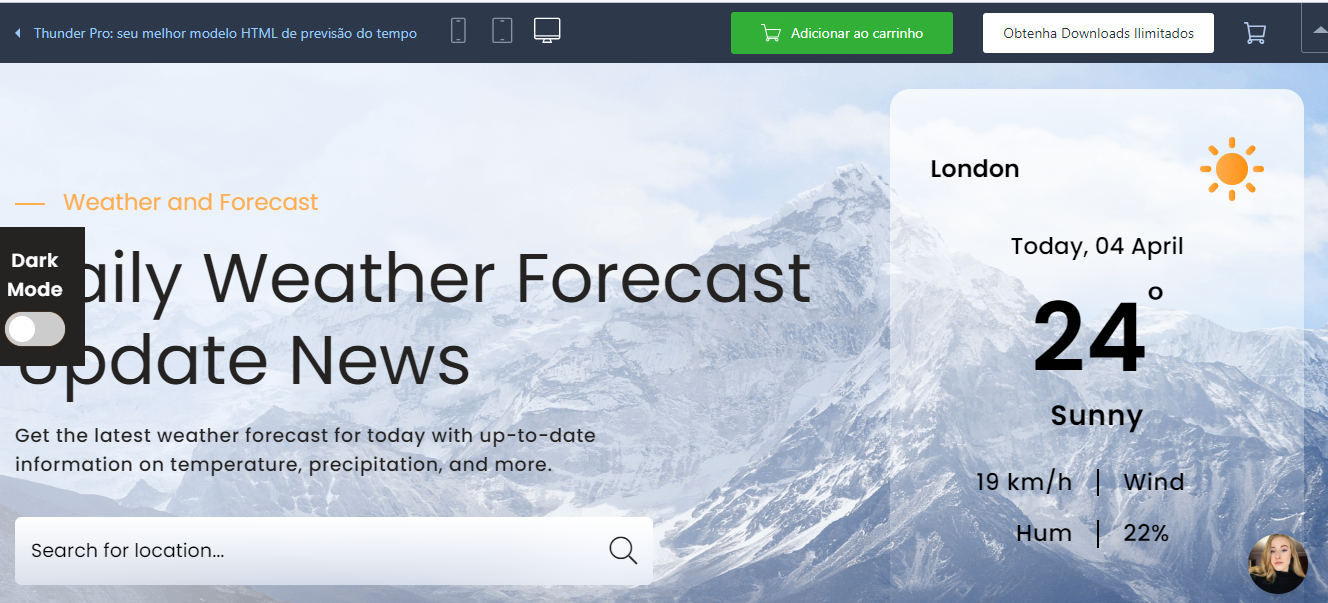 Thunder Pro: seu melhor modelo HTML de previsão do tempo
Adicionar ao carrinho
Obtenha Downloads Ilimitados
Weather and Forecast
Dark
Mode
aily Weather Forecast
Update News
Get the latest weather forecast for today with up-to-date
information on temperature, precipitation, and more.
Search for location...
London
Today, 04 April
24°
Sunny
19 km/h | Wind
Hum | 22%